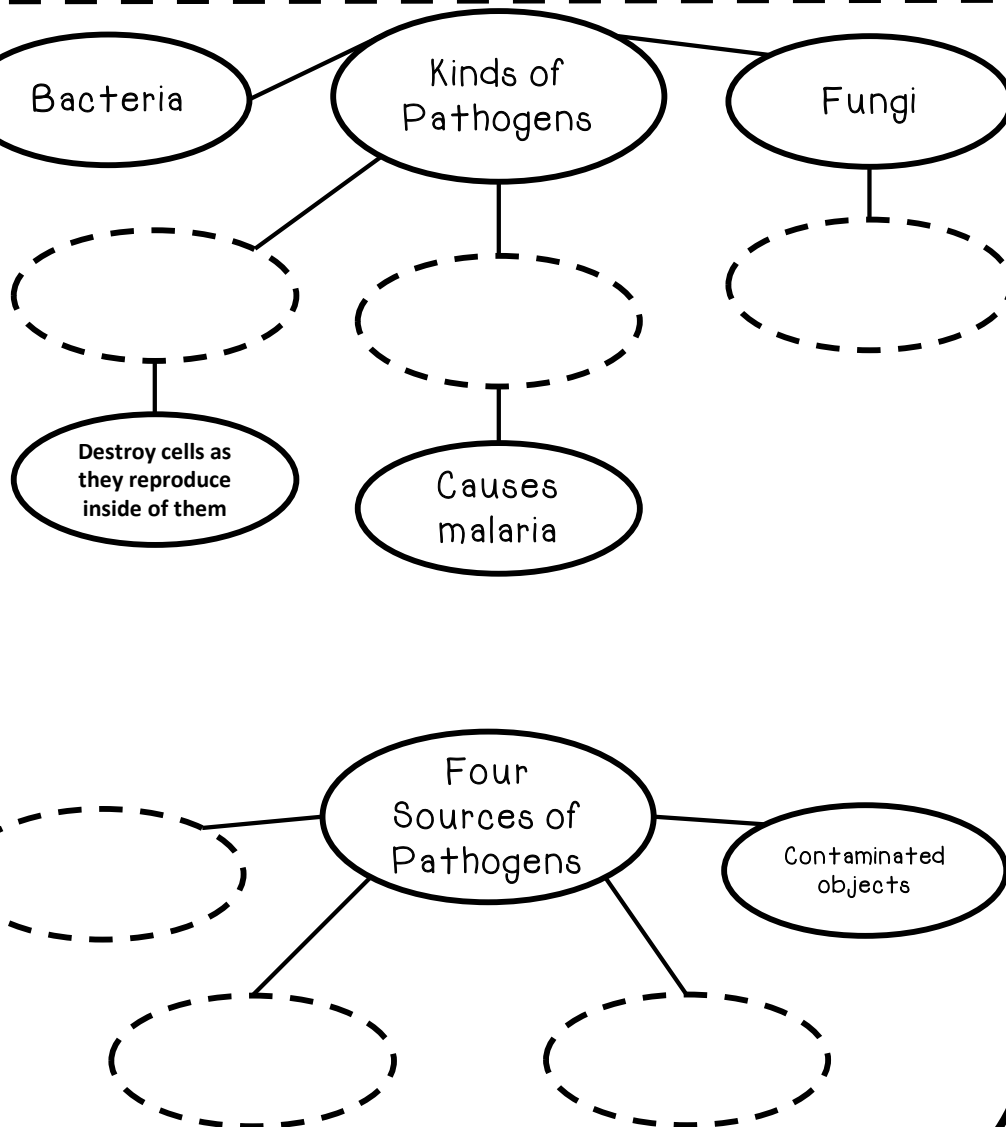 Kinds of
Pathogens
Bacteria
Fungi
Destroy cells as
they reproduce
inside of them
Causes
malaria
Four
Sources of
Pathogens
Contaminated
objects